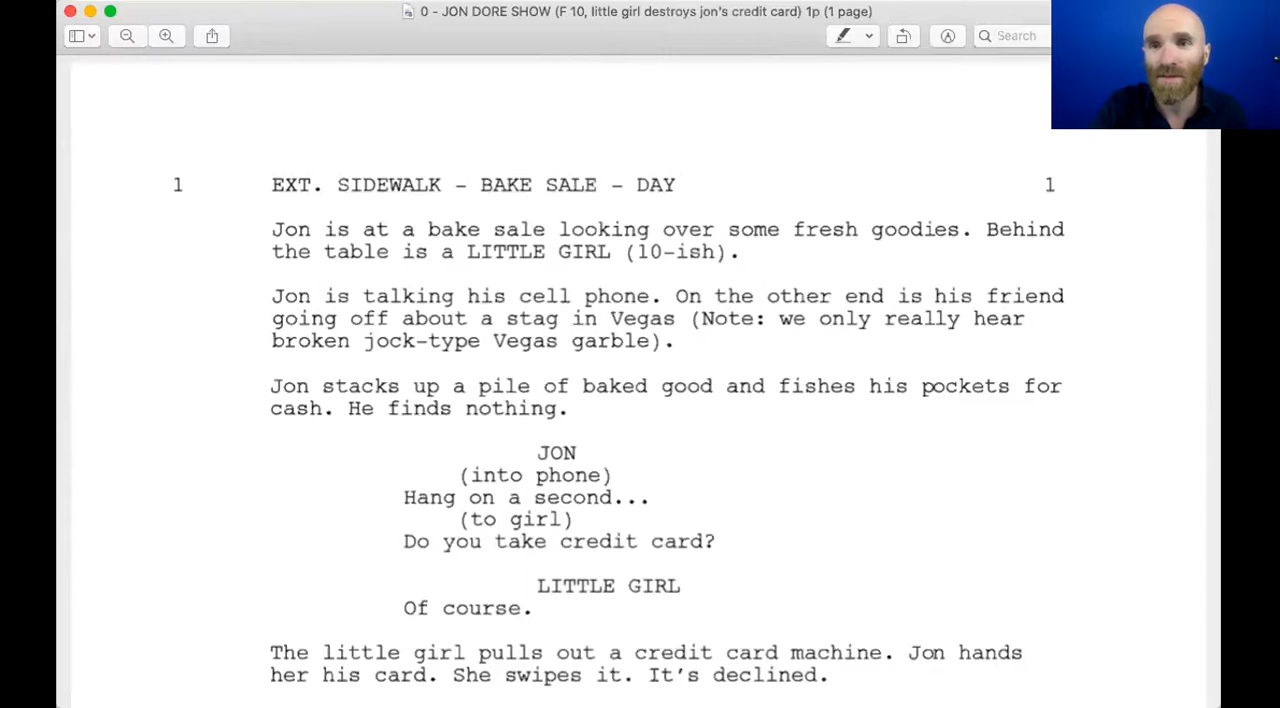 0 - JON DORE SHOW (F 10, little girl destroys jon's credit card) 1p (1 page)
Search
1 EXT. SIDEWALK - BAKE SALE - DAY 1
Jon is at a bake sale looking over some fresh goodies. Behind
the table is a LITTLE GIRL (10-ish).
Jon is talking his cell phone. On the other end is his friend
going off about a stag in Vegas (Note: we only really hear
broken jock-type Vegas garble).
Jon stacks up a pile of baked good and fishes his pockets for
cash. He finds nothing.
JON
(into phone)
Hang on a second...
(to girl)
Do you take credit card?
LITTLE GIRL
Of course.
The little girl pulls out a credit card machine. Jon hands
her his card. She swipes it. It's declined.